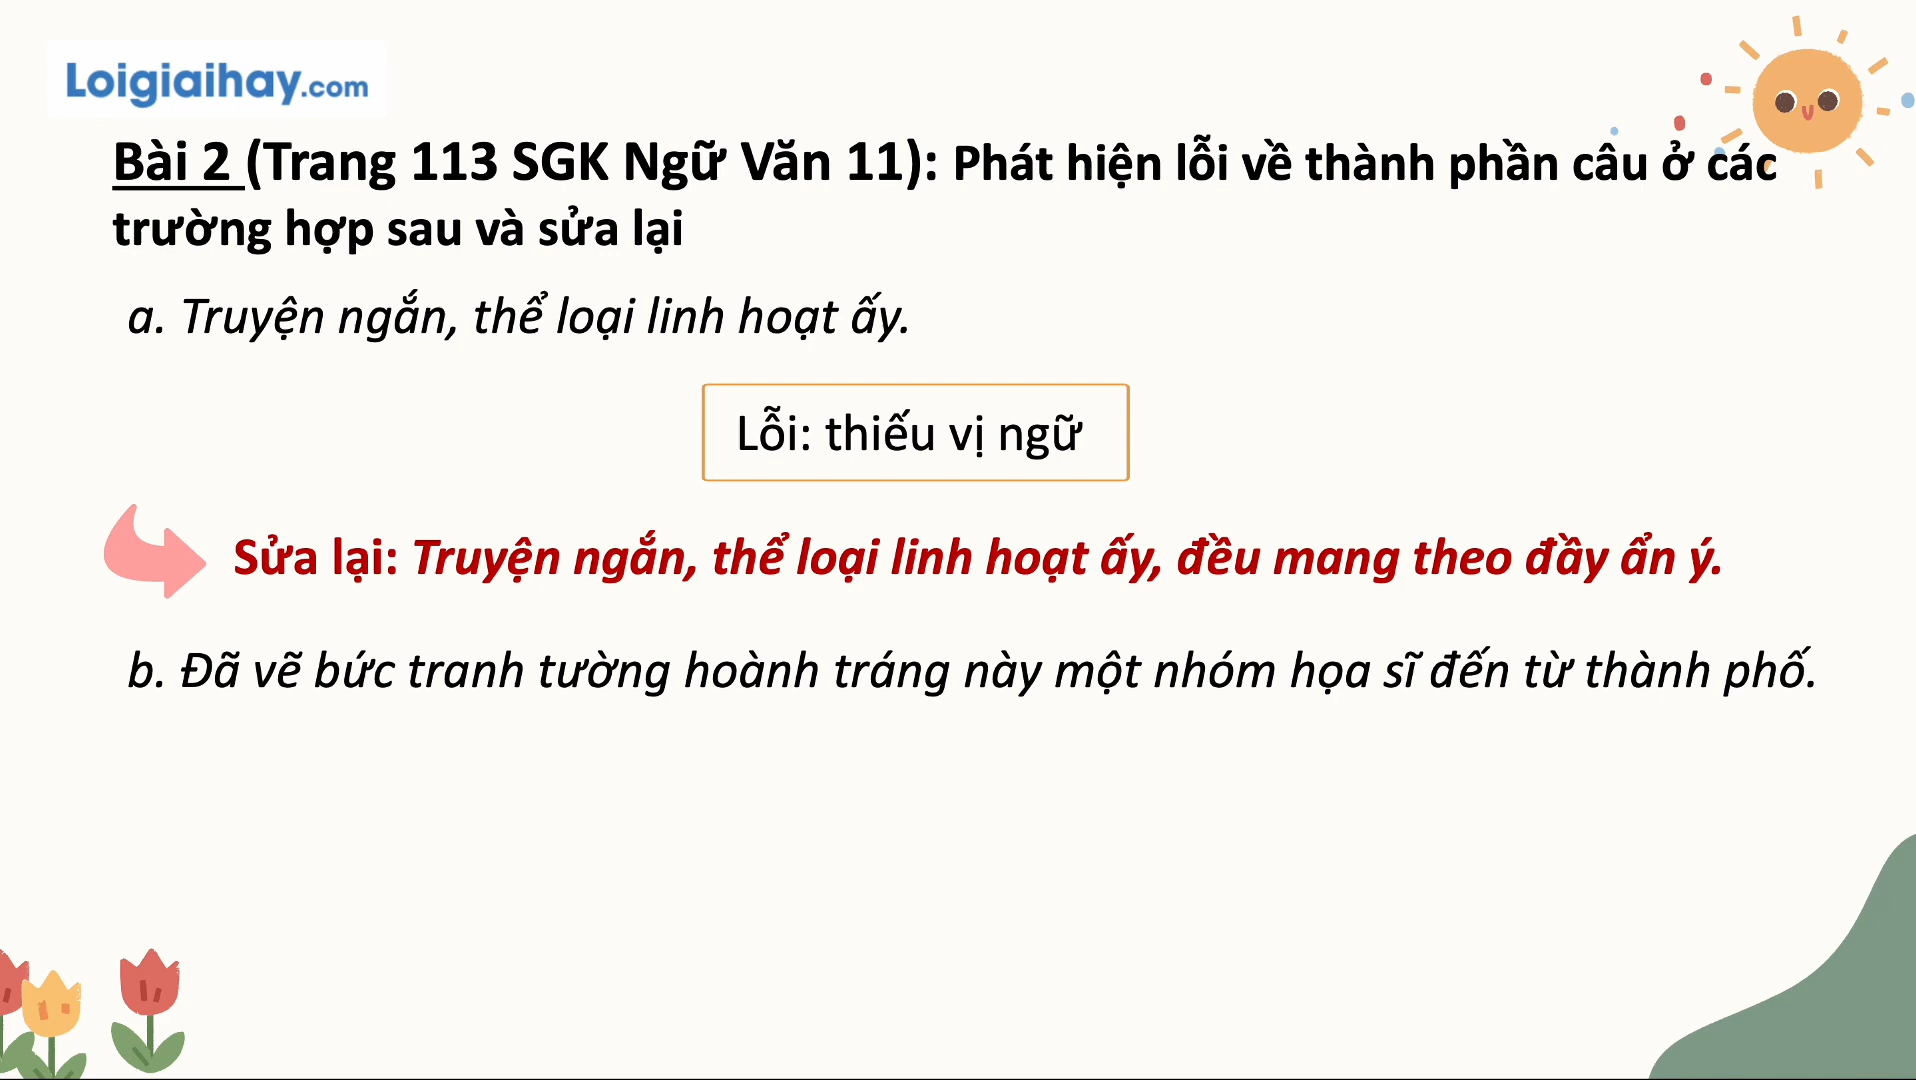 Loigiaihay.com
Bài 2 (Trang 113 SGK Ngữ Văn 11): Phát hiện lỗi về thành phần câu ở các
trường hợp sau và sửa lại
a. Truyện ngắn, thể loại linh hoạt ấy.
Lỗi: thiếu vị ngữ
Sửa lại: Truyện ngắn, thể loại linh hoạt ấy, đều mang theo đầy ẩn ý.
b. Đã vẽ bức tranh tường hoành tráng này một nhóm họa sĩ đến từ thành phố.